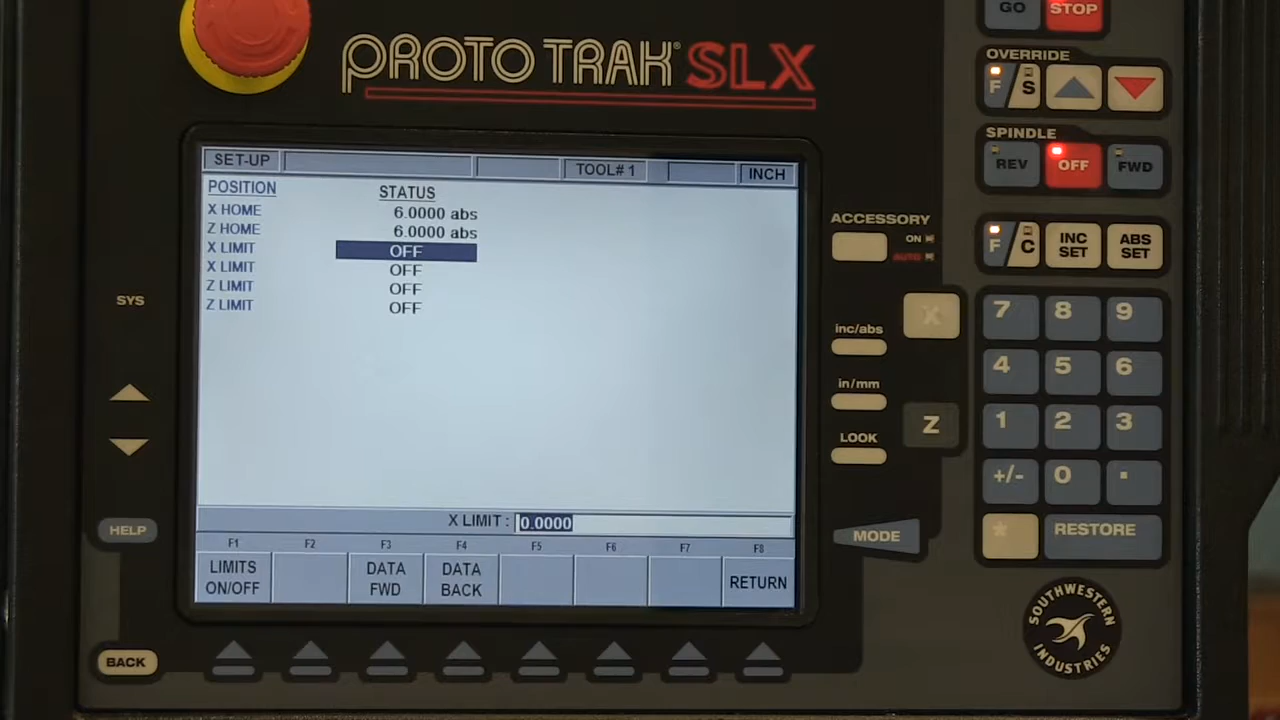 PROTO TRAK® SLX
GO STOP
OVERRIDE
F S
SPINDLE
REV OFF FWD
SET-UP TOOL# 1 INCH
POSITION STATUS
X HOME 6.0000 abs
Z HOME 6.0000 abs
X LIMIT OFF
X LIMIT OFF
Z LIMIT OFF
Z LIMIT OFF
X LIMIT : 0.0000
F1 F2 F3 F4 F5 F6 F7 F8
LIMITS ON/OFF
DATA FWD
DATA BACK
RETURN
SYS
HELP
BACK
ACCESSORY
ON
AUTO
F C
INC SET
ABS SET
inc/abs
in/mm
LOOK
X
Z
MODE
7 8 9
4 5 6
1 2 3
+/- 0 .
* RESTORE
SOUTHWESTERN
INDUSTRIES